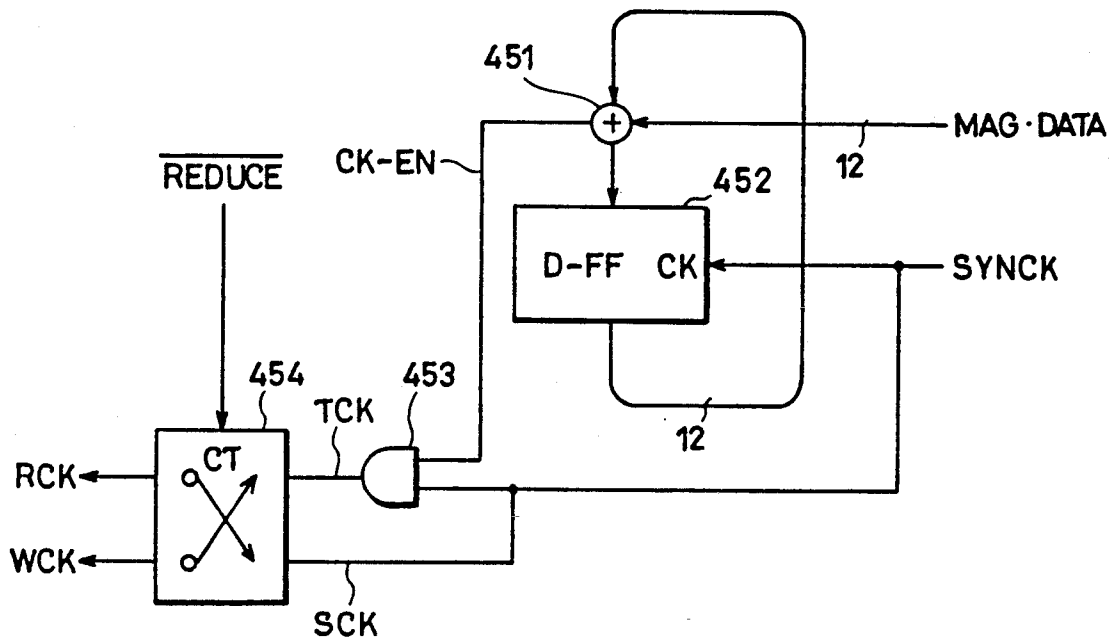 451
MAG·DATA
12
CK-EN
REDUCE
452
D-FF CK
SYNCK
454
453
TCK
12
CT
RCK
WCK
SCK